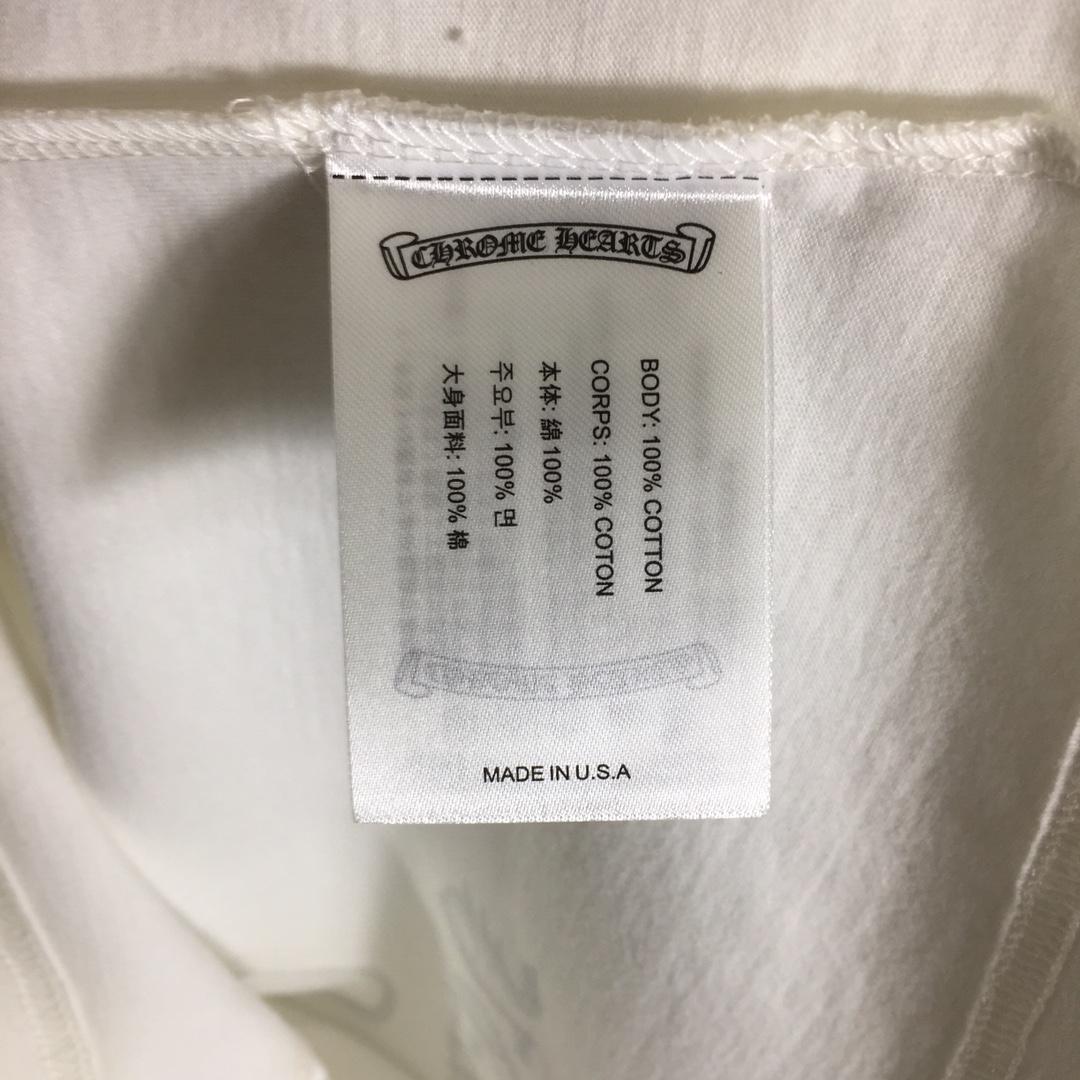 CHROME HEARTS
BODY: 100% COTTON
CORPS: 100% COTON
本体: 綿 100%
주요부: 100% 면
大身面料: 100% 棉
MADE IN U.S.A